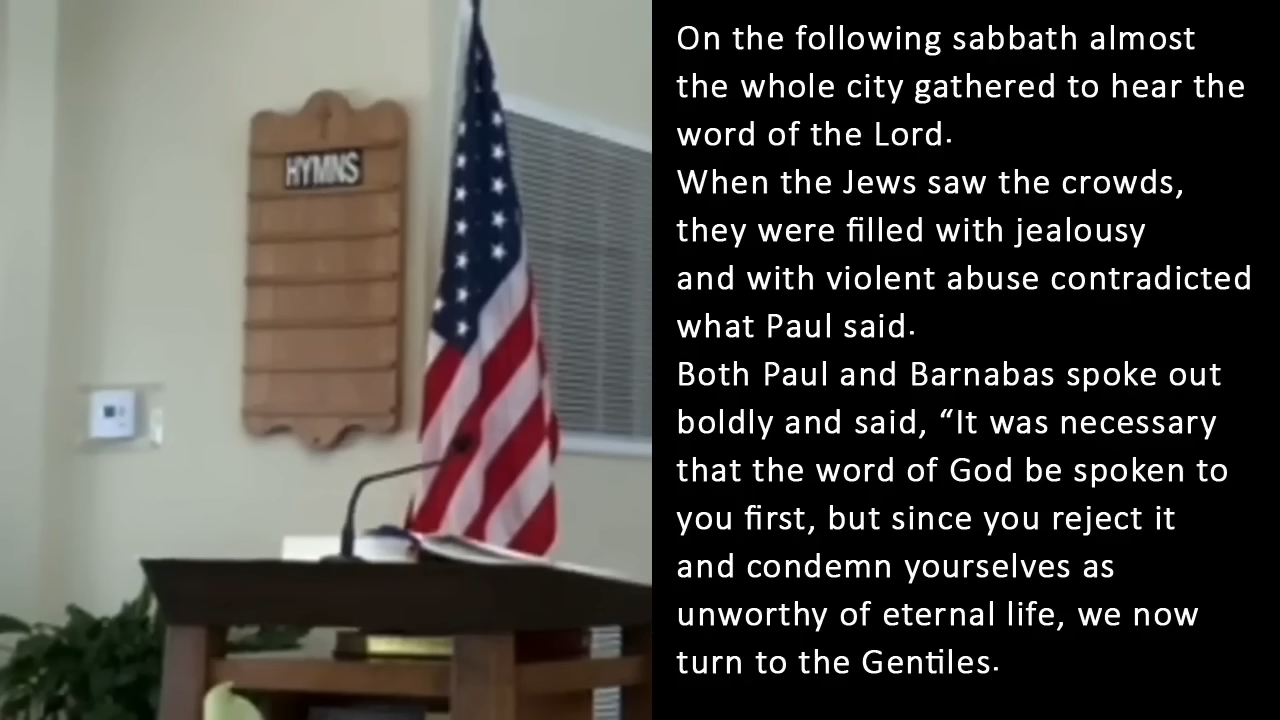 HYMNS
On the following sabbath almost
the whole city gathered to hear the
word of the Lord.
When the Jews saw the crowds,
they were filled with jealousy
and with violent abuse contradicted
what Paul said.
Both Paul and Barnabas spoke out
boldly and said, “It was necessary
that the word of God be spoken to
you first, but since you reject it
and condemn yourselves as
unworthy of eternal life, we now
turn to the Gentiles.